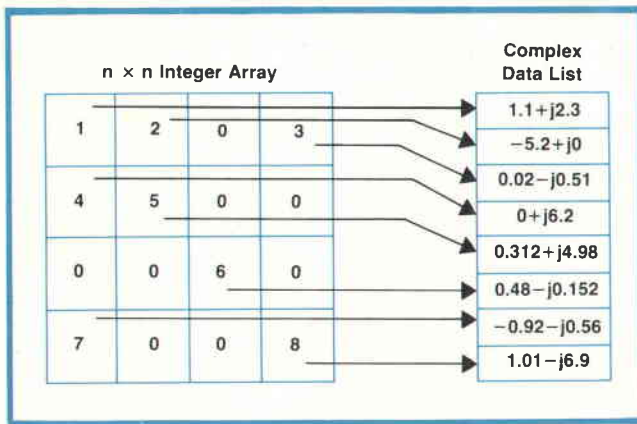 Complex
Data List
n × n Integer Array
1 2 0 3
4 5 0 0
0 0 6 0
7 0 0 8
1.1+j2.3
−5.2+j0
0.02−j0.51
0+j6.2
0.312+j4.98
0.48−j0.152
−0.92−j0.56
1.01−j6.9